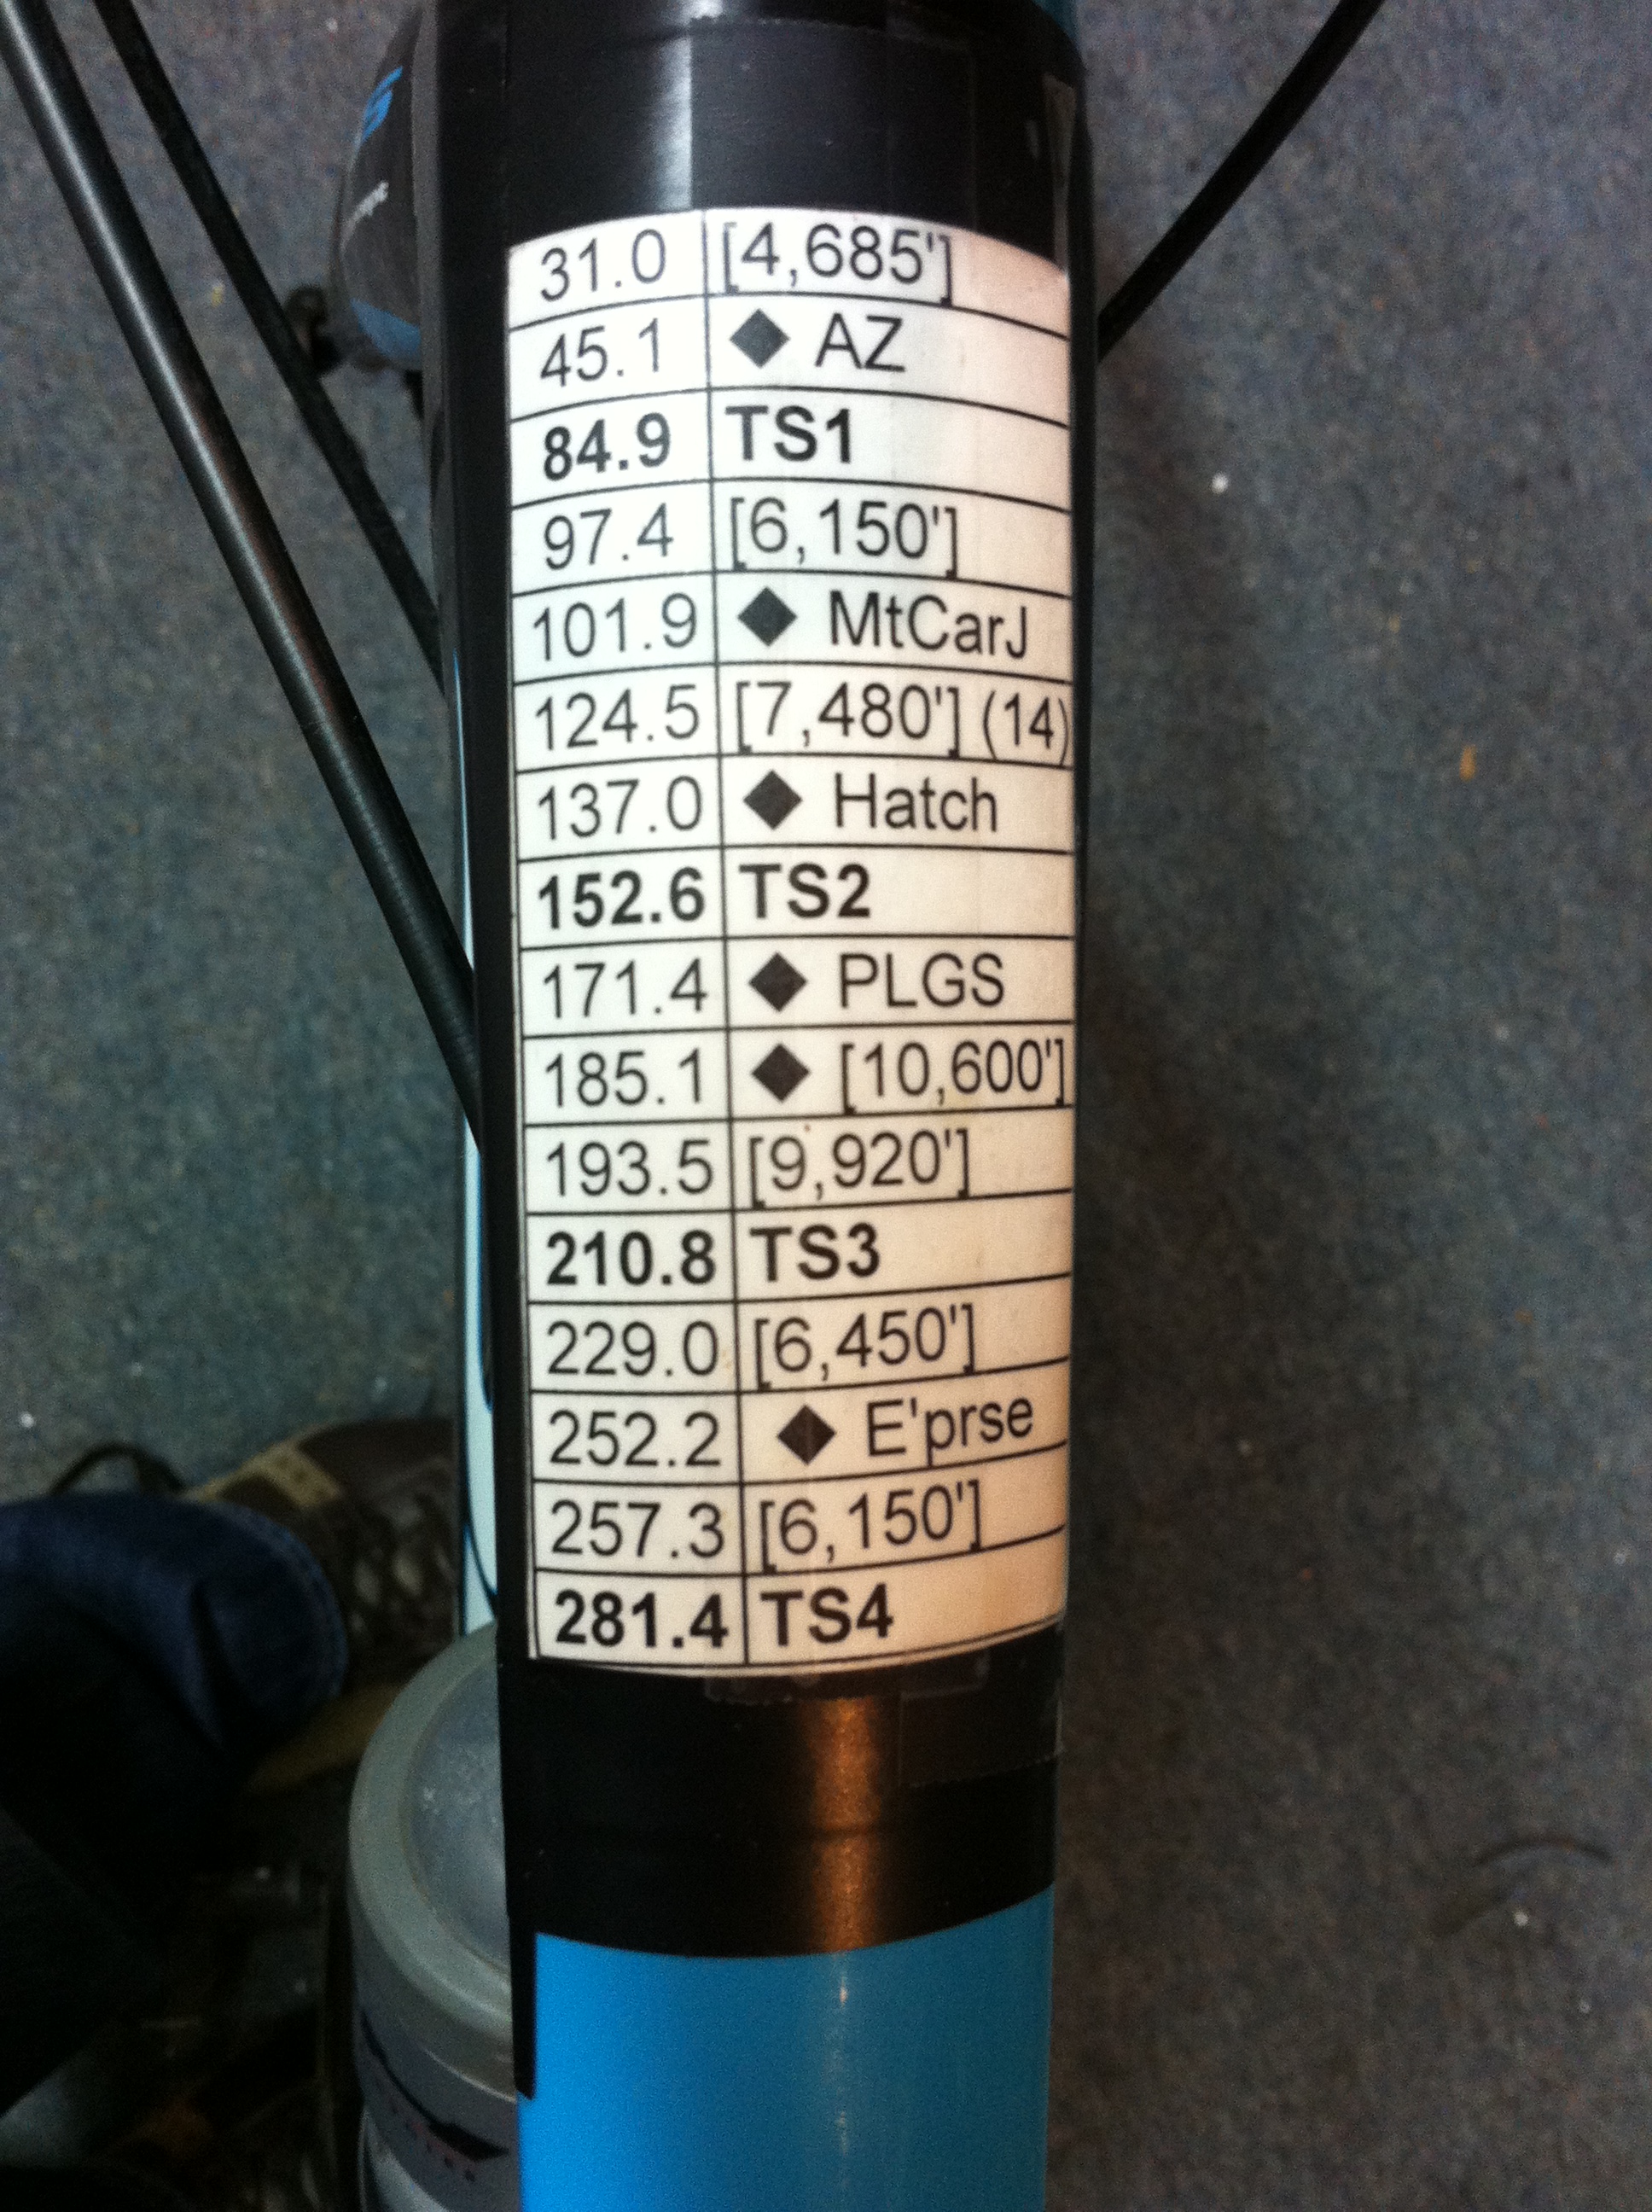 31.0 [4,685']
45.1 ◆ AZ
84.9 TS1
97.4 [6,150']
101.9 ◆ MtCarJ
124.5 [7,480'] (14)
137.0 ◆ Hatch
152.6 TS2
171.4 ◆ PLGS
185.1 ◆ [10,600']
193.5 [9,920']
210.8 TS3
229.0 [6,450']
252.2 ◆ E'prse
257.3 [6,150']
281.4 TS4